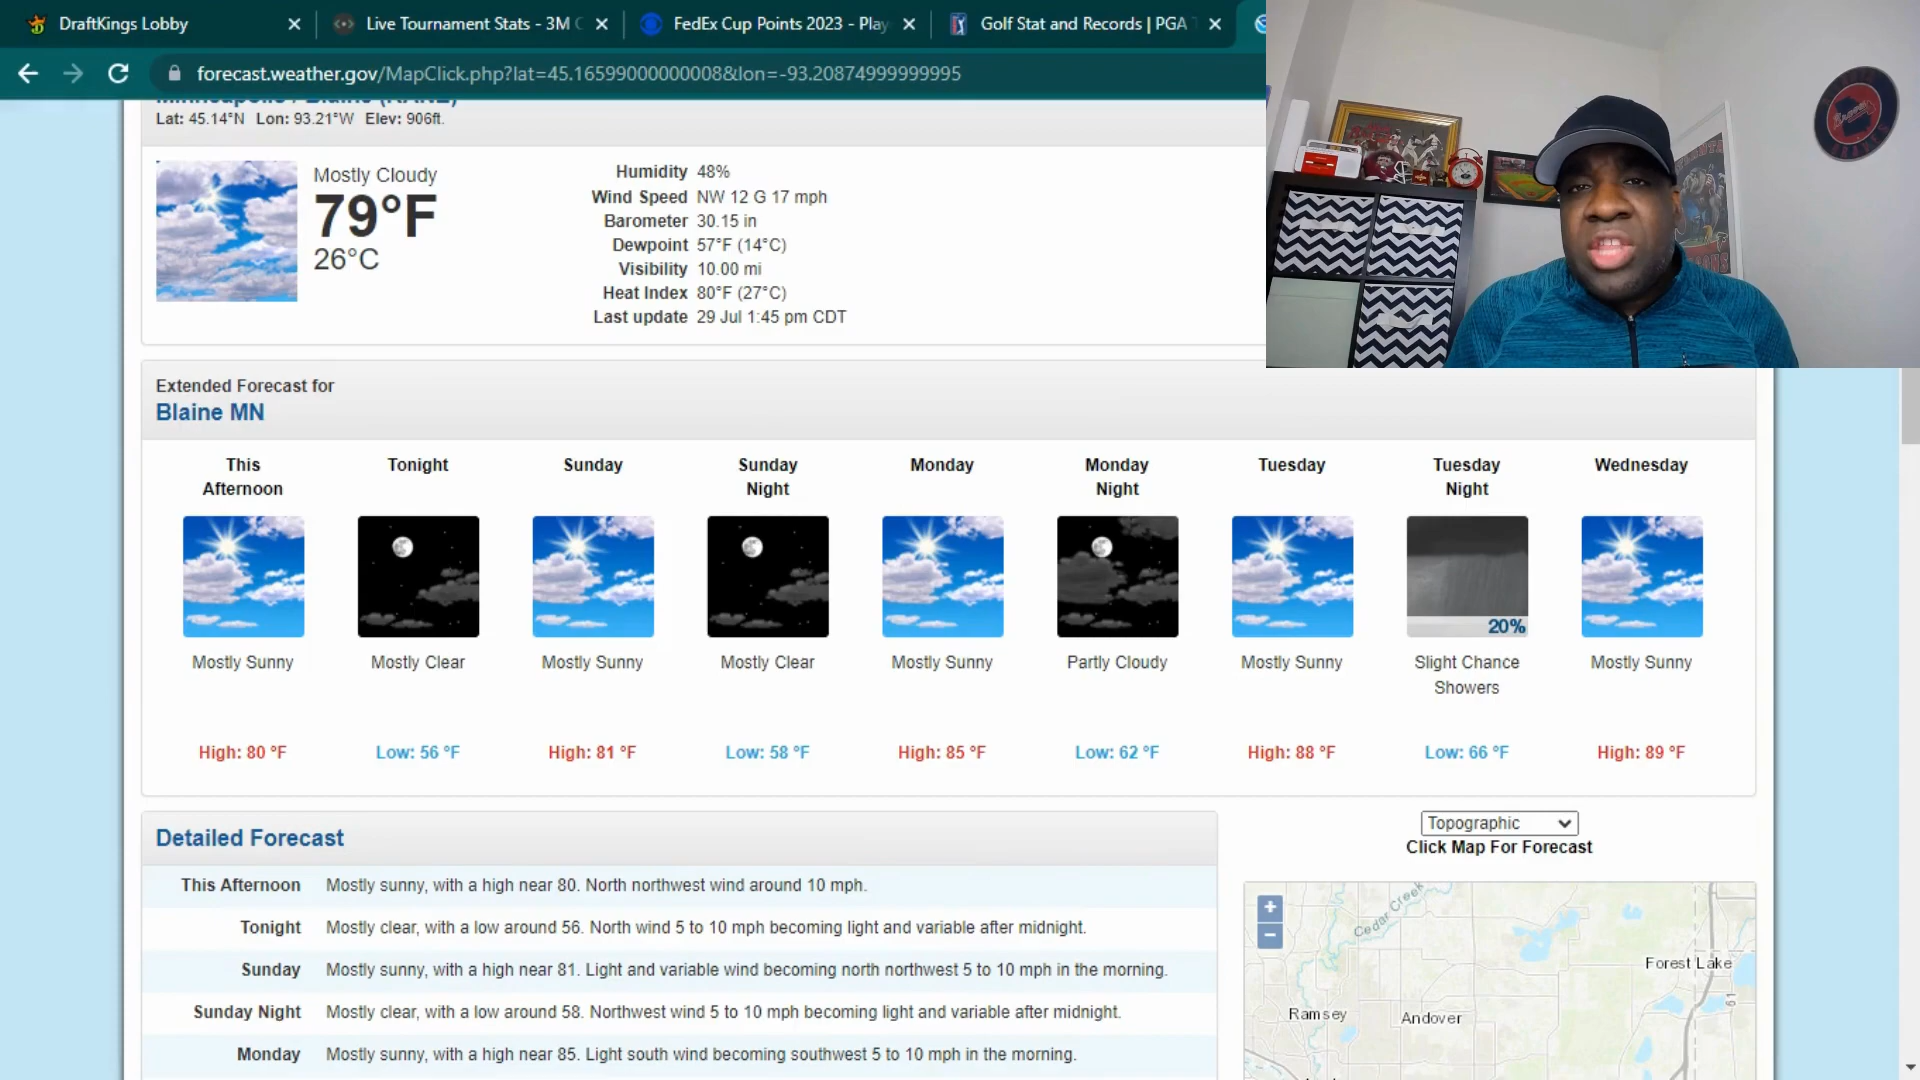 DraftKings Lobby
Live Tournament Stats - 3M
FedEx Cup Points 2023 - Play
Golf Stat and Records | PGA
forecast.weather.gov/MapClick.php?lat=45.16599000000008&lon=-93.20874999999995
Lat: 45.14°N Lon: 93.21°W Elev: 906ft.
Mostly Cloudy
79°F
26°C
Humidity 48%
Wind Speed NW 12 G 17 mph
Barometer 30.15 in
Dewpoint 57°F (14°C)
Visibility 10.00 mi
Heat Index 80°F (27°C)
Last update 29 Jul 1:45 pm CDT
Extended Forecast for
Blaine MN
This Afternoon
Tonight
Sunday
Sunday Night
Monday
Monday Night
Tuesday
Tuesday Night
Wednesday
20%
Mostly Sunny
Mostly Clear
Mostly Sunny
Mostly Clear
Mostly Sunny
Partly Cloudy
Mostly Sunny
Slight Chance Showers
Mostly Sunny
High: 80 °F
Low: 56 °F
High: 81 °F
Low: 58 °F
High: 85 °F
Low: 62 °F
High: 88 °F
Low: 66 °F
High: 89 °F
Detailed Forecast
This Afternoon Mostly sunny, with a high near 80. North northwest wind around 10 mph.
Tonight Mostly clear, with a low around 56. North wind 5 to 10 mph becoming light and variable after midnight.
Sunday Mostly sunny, with a high near 81. Light and variable wind becoming north northwest 5 to 10 mph in the morning.
Sunday Night Mostly clear, with a low around 58. Northwest wind 5 to 10 mph becoming light and variable after midnight.
Monday Mostly sunny, with a high near 85. Light south wind becoming southwest 5 to 10 mph in the morning.
Topographic
Click Map For Forecast
+
−
Cedar Creek
Forest Lake
Ramsey
Andover
61